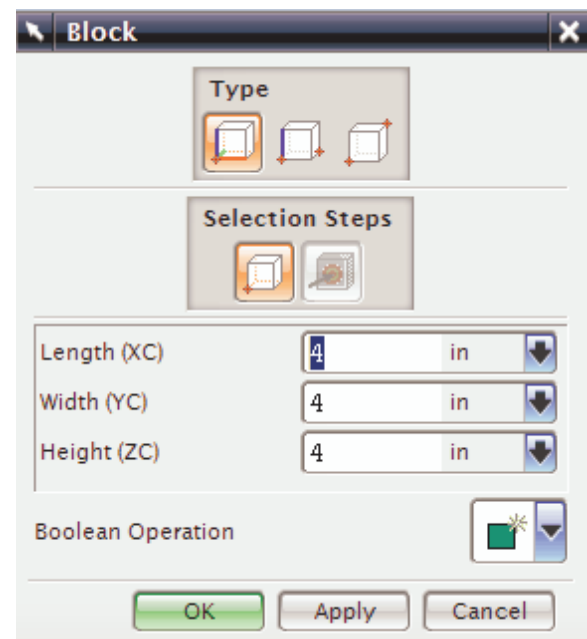 Block
Type
Selection Steps
Length (XC) 4 in
Width (YC) 4 in
Height (ZC) 4 in
Boolean Operation
OK Apply Cancel